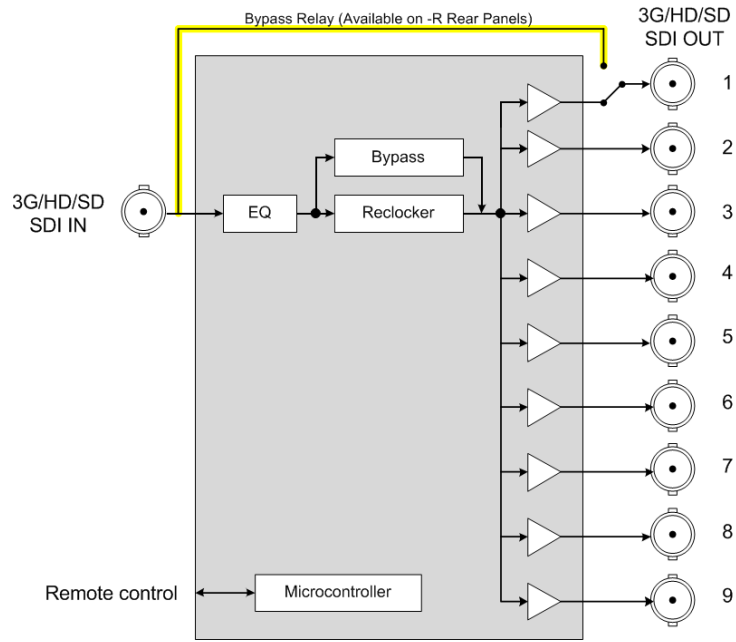 Bypass Relay (Available on -R Rear Panels)
3G/HD/SD
SDI OUT
1
2
3
4
5
6
7
8
9
Bypass
3G/HD/SD
SDI IN
EQ
Reclocker
Remote control
Microcontroller